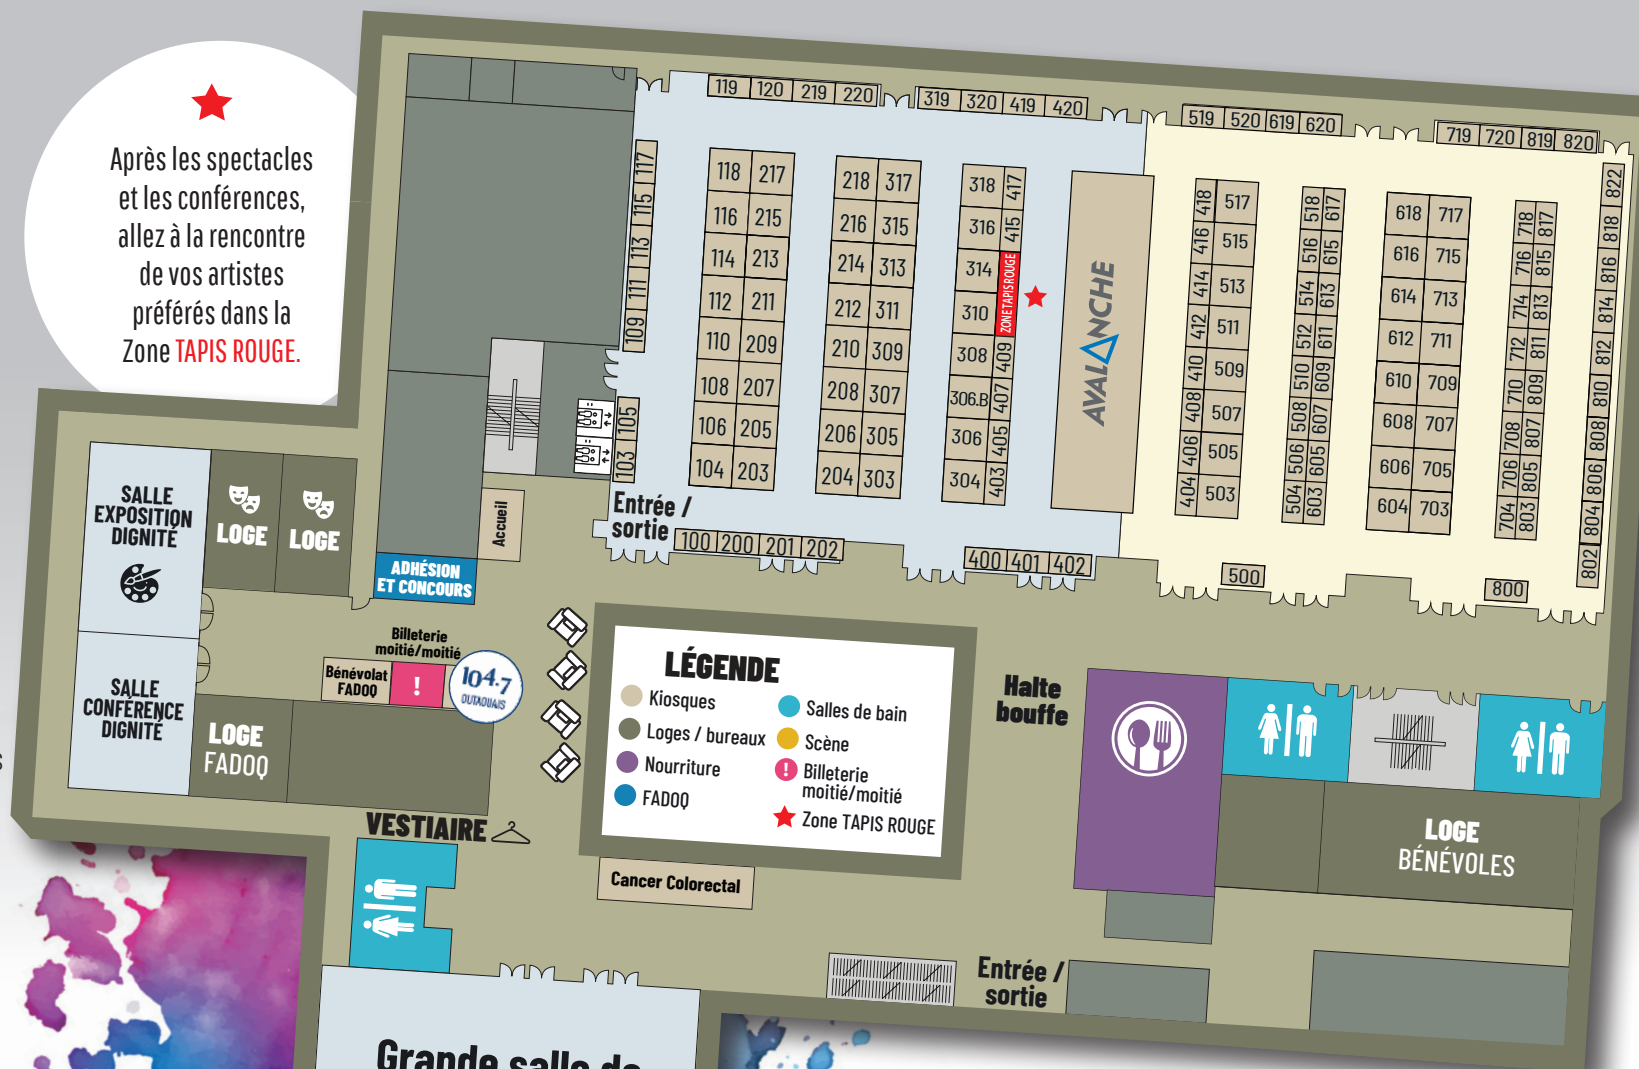 Après les spectacles
et les conférences,
allez à la rencontre
de vos artistes
préférés dans la
Zone TAPIS ROUGE.
119 120 219 220
319 320 419 420
519 520 619 620
719 720 819 820
117
115
113
111
109
105
103
118 217
116 215
114 213
112 211
110 209
108 207
106 205
104 203
218 317
216 315
214 313
212 311
210 309
208 307
206 305
204 303
318 417
316 415
314
310
ZONE TAPIS ROUGE
308 409
306.B 407
306 405
304 403
AVALANCHE
418 517
416 515
414 513
412 511
410 509
408 507
406 505
404 503
518 617
516 615
514 613
512 611
510 609
508 607
506 605
504 603
618 717
616 715
614 713
612 711
610 709
608 707
606 705
604 703
718 817
716 815
714 813
712 811
710 809
708 807
706 805
704 803
822
818
816
814
812
810
808
806
804
802
Entrée /
sortie
100 200 201 202
400 401 402
500
800
SALLE
EXPOSITION
DIGNITÉ
LOGE
LOGE
Accueil
ADHÉSION
ET CONCOURS
Billeterie
moitié/moitié
Bénévolat
FADOQ
!
104.7
OUTAOUAIS
SALLE
CONFÉRENCE
DIGNITÉ
LOGE
FADOQ
VESTIAIRE
LÉGENDE
Kiosques
Loges / bureaux
Nourriture
FADOQ
Salles de bain
Scène
! Billeterie
moitié/moitié
Zone TAPIS ROUGE
Halte
bouffe
LOGE
BÉNÉVOLES
Cancer Colorectal
Entrée /
sortie
Grande salle de